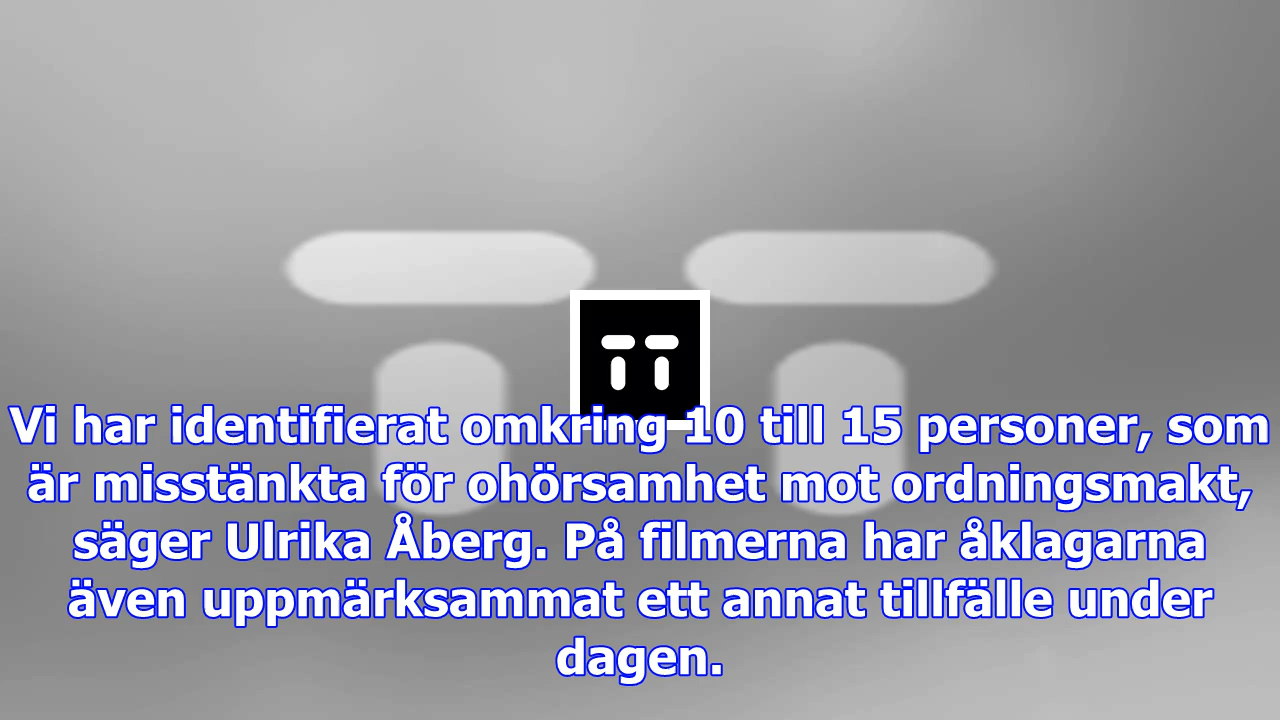 Vi har identifierat omkring 10 till 15 personer, som
är misstänkta för ohörsamhet mot ordningsmakt,
säger Ulrika Åberg. På filmerna har åklagarna
även uppmärksammat ett annat tillfälle under
dagen.